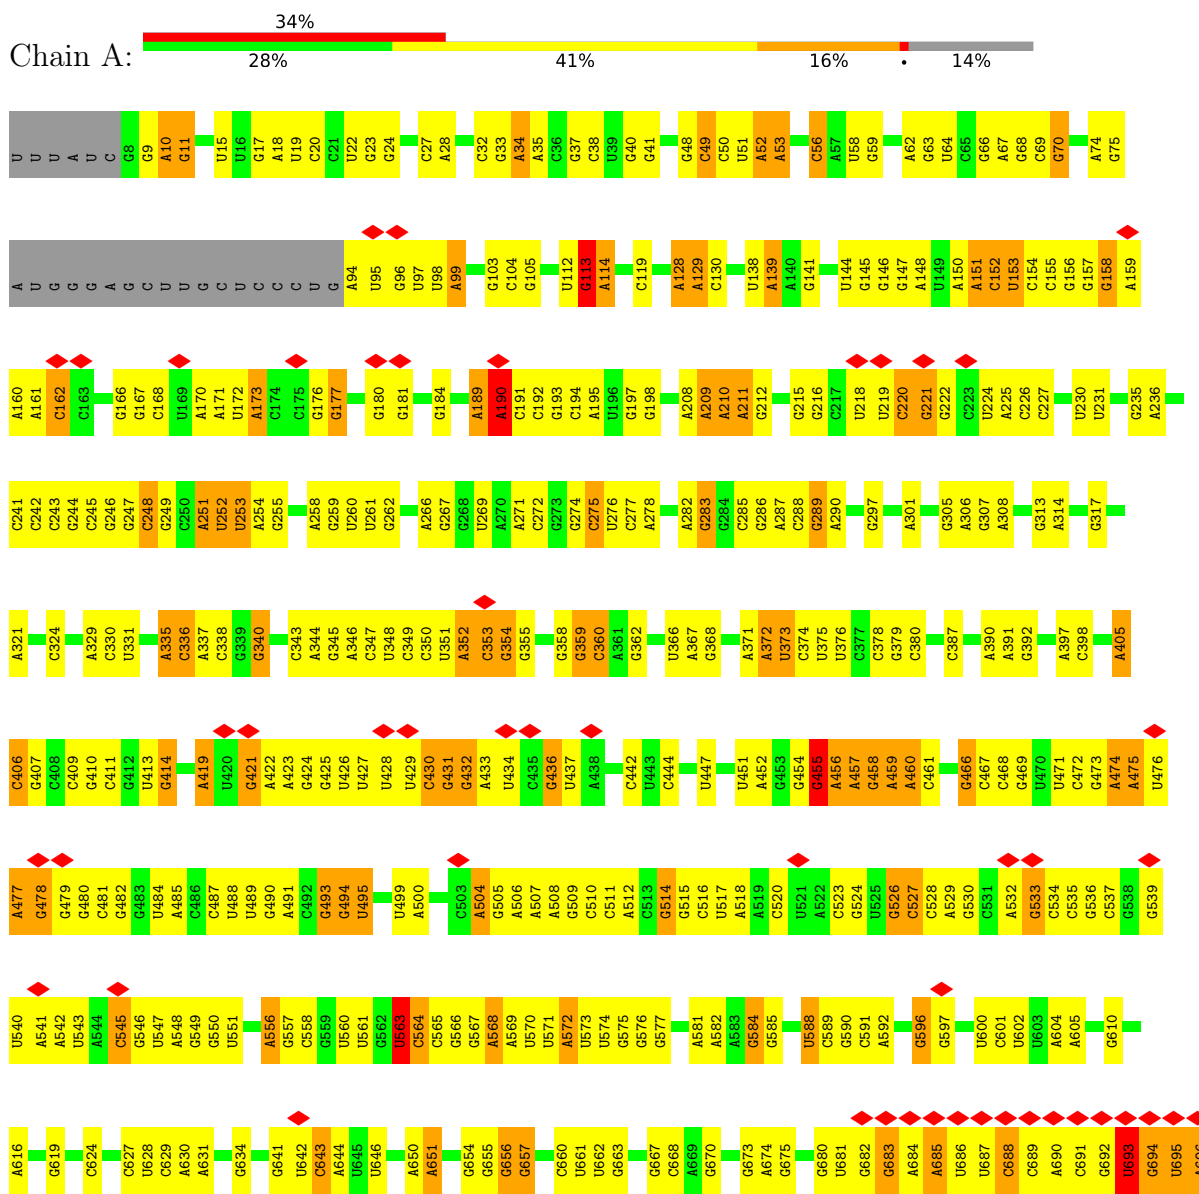 34%
Chain A:
28% 41% 16% • 14%
U U U A U C G8 G9 A10 G11 U15 U16 G17 A18 U19 C20 C21 U22 G23 G24 C27 A28 C32 G33 A34 A35 C36 G37 C38 U39 G40 G41 G48 C49 C50 U51 A52 A53 C56 A57 U58 G59 A62 G63 U64 C65 G66 A67 G68 C69 G70 A74 G75
A U G G G A G C U U G C U C C C U G A94 U95 G96 U97 U98 A99 G103 C104 G105 U112 G113 A114 C119 A128 A129 C130 U138 A139 A140 G141 U144 G145 G146 G147 A148 U149 A150 A151 C152 U153 C154 C155 G156 G157 G158 A159
A160 A161 C162 C163 G166 G167 C168 U169 A170 A171 U172 A173 C174 C175 G176 G177 G180 G181 G184 A189 A190 C191 C192 G193 C194 A195 U196 G197 G198 A208 A209 A210 A211 G212 G215 G216 C217 U218 U219 C220 G221 G222 C223 U224 A225 C226 C227 U230 U231 G235 A236
C241 C242 C243 G244 C245 G246 G247 C248 G249 C250 A251 U252 U253 A254 G255 A258 G259 U260 U261 G262 A266 G267 G268 U269 A270 A271 C272 G273 G274 C275 U276 C277 A278 A282 G283 G284 C285 G286 A287 C288 G289 A290 G297 A301 G305 A306 G307 A308 G313 A314 G317
A321 C324 A329 C330 U331 A335 C336 A337 C338 G339 G340 C343 A344 G345 A346 C347 U348 C349 C350 U351 A352 C353 G354 G355 G358 G359 C360 A361 G362 U366 A367 G368 A371 A372 U373 C374 U375 U376 C377 C378 G379 C380 C387 A390 A391 G392 A397 C398 A405
C406 G407 C408 C409 G410 C411 G412 U413 G414 A419 U420 G421 A422 A423 G424 G425 U426 U427 U428 U429 C430 G431 G432 A433 U434 C435 G436 U437 A438 C442 U443 C444 U447 U451 A452 G453 G454 G455 A456 A457 G458 A459 A460 C461 G466 C467 C468 G469 U470 U471 C472 G473 A474 A475 U476
A477 G478 G479 G480 C481 G482 G483 U484 A485 C486 C487 U488 U489 G490 A491 C492 G493 G494 U495 U499 A500 C503 A504 G505 A506 A507 A508 G509 C510 C511 A512 C513 G514 G515 C516 U517 A518 A519 C520 U521 A522 C523 G524 U525 G526 C527 C528 A529 G530 C531 A532 G533 C534 C535 G536 C537 G538 G539
U540 A541 A542 U543 A544 C545 G546 U547 A548 G549 G550 U551 A556 G557 C558 G559 U560 U561 G562 U563 C564 C565 G566 G567 A568 A569 U570 U571 A572 U573 U574 G575 G576 G577 A581 A582 A583 G584 G585 U588 C589 G590 C591 A592 G596 G597 U600 C601 U602 U603 A604 A605 G610
A616 G619 C624 C627 U628 C629 A630 A631 G634 G641 U642 C643 A644 U645 U646 A650 A651 G654 G655 G656 G657 C660 U661 U662 G663 G667 C668 A669 G670 G673 A674 G675 G680 U681 G682 G683 A684 A685 U686 U687 C688 C689 A690 C691 G692 U693 G694 U695